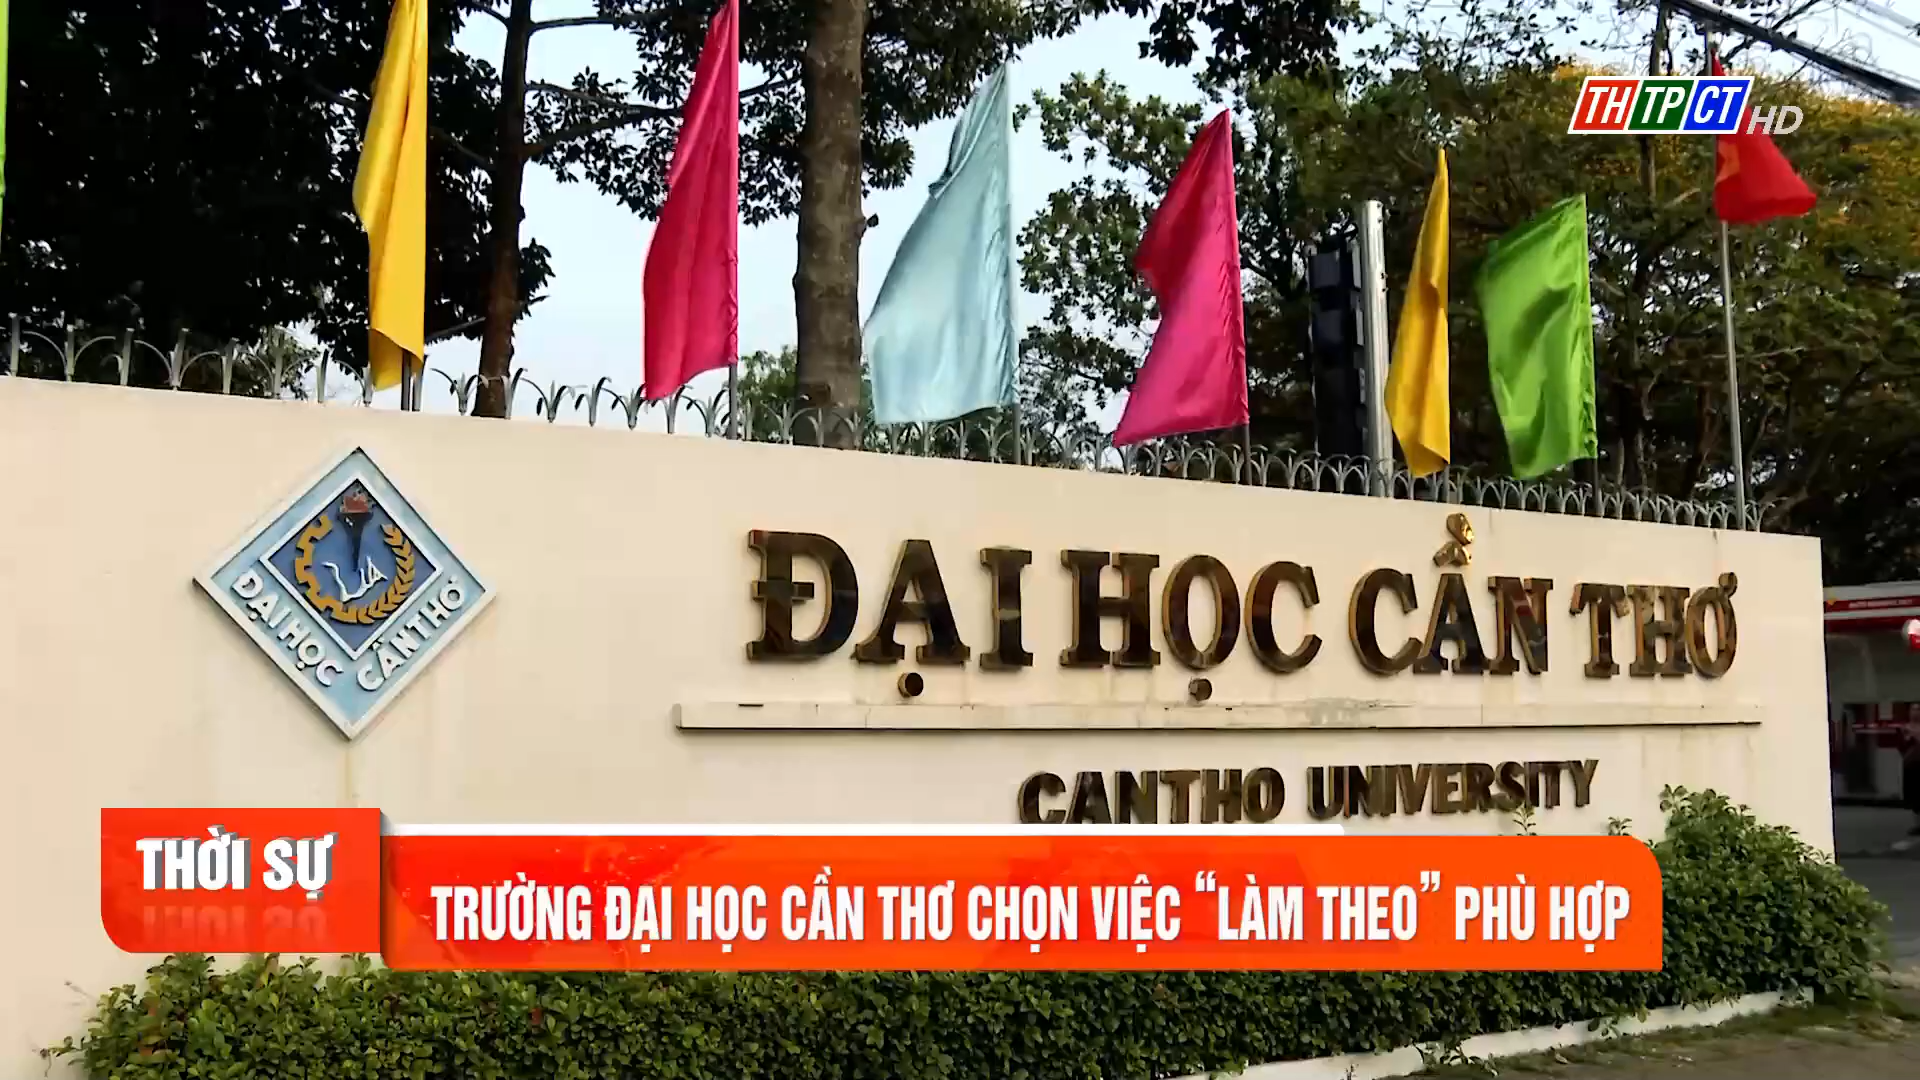 THTPCT HD
ĐẠI HỌC CẦN THƠ
ĐẠI HỌC CẦN THƠ
CANTHO UNIVERSITY
THỜI SỰ
TRƯỜNG ĐẠI HỌC CẦN THƠ CHỌN VIỆC “LÀM THEO” PHÙ HỢP